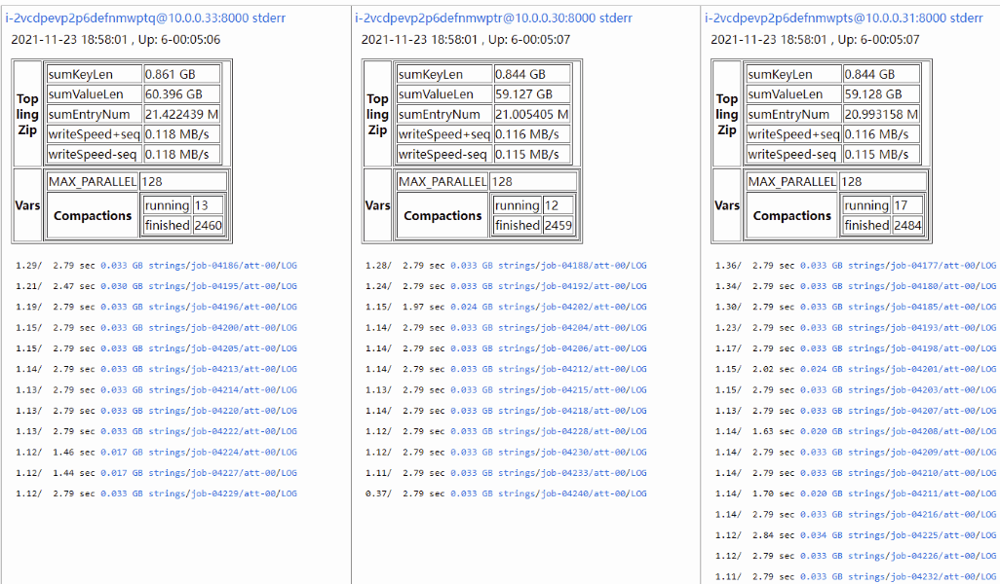 i-2vcdpevp2p6defnmwptq@10.0.0.33:8000 stderr
2021-11-23 18:58:01 , Up: 6-00:05:06
Top ling Zip
sumKeyLen 0.861 GB
sumValueLen 60.396 GB
sumEntryNum 21.422439 M
writeSpeed+seq 0.118 MB/s
writeSpeed-seq 0.118 MB/s
Vars
MAX_PARALLEL 128
Compactions
running 13
finished 2460
1.29/ 2.79 sec 0.033 GB strings/job-04186/att-00/LOG
1.21/ 2.47 sec 0.030 GB strings/job-04195/att-00/LOG
1.19/ 2.79 sec 0.033 GB strings/job-04196/att-00/LOG
1.15/ 2.79 sec 0.033 GB strings/job-04200/att-00/LOG
1.15/ 2.79 sec 0.033 GB strings/job-04205/att-00/LOG
1.14/ 2.79 sec 0.033 GB strings/job-04213/att-00/LOG
1.13/ 2.79 sec 0.033 GB strings/job-04214/att-00/LOG
1.13/ 2.79 sec 0.033 GB strings/job-04220/att-00/LOG
1.13/ 2.79 sec 0.033 GB strings/job-04222/att-00/LOG
1.12/ 1.46 sec 0.017 GB strings/job-04224/att-00/LOG
1.12/ 1.44 sec 0.017 GB strings/job-04227/att-00/LOG
1.12/ 2.79 sec 0.033 GB strings/job-04229/att-00/LOG
i-2vcdpevp2p6defnmwptr@10.0.0.30:8000 stderr
2021-11-23 18:58:01 , Up: 6-00:05:07
Top ling Zip
sumKeyLen 0.844 GB
sumValueLen 59.127 GB
sumEntryNum 21.005405 M
writeSpeed+seq 0.116 MB/s
writeSpeed-seq 0.115 MB/s
Vars
MAX_PARALLEL 128
Compactions
running 12
finished 2459
1.28/ 2.79 sec 0.033 GB strings/job-04188/att-00/LOG
1.24/ 2.79 sec 0.033 GB strings/job-04192/att-00/LOG
1.15/ 1.97 sec 0.024 GB strings/job-04202/att-00/LOG
1.14/ 2.79 sec 0.033 GB strings/job-04204/att-00/LOG
1.14/ 2.79 sec 0.033 GB strings/job-04206/att-00/LOG
1.14/ 2.79 sec 0.033 GB strings/job-04212/att-00/LOG
1.13/ 2.79 sec 0.033 GB strings/job-04215/att-00/LOG
1.14/ 2.79 sec 0.033 GB strings/job-04218/att-00/LOG
1.12/ 2.79 sec 0.033 GB strings/job-04228/att-00/LOG
1.12/ 2.79 sec 0.033 GB strings/job-04230/att-00/LOG
1.11/ 2.79 sec 0.033 GB strings/job-04233/att-00/LOG
0.37/ 2.79 sec 0.033 GB strings/job-04240/att-00/LOG
i-2vcdpevp2p6defnmwpts@10.0.0.31:8000 stderr
2021-11-23 18:58:01 , Up: 6-00:05:07
Top ling Zip
sumKeyLen 0.844 GB
sumValueLen 59.128 GB
sumEntryNum 20.993158 M
writeSpeed+seq 0.116 MB/s
writeSpeed-seq 0.115 MB/s
Vars
MAX_PARALLEL 128
Compactions
running 17
finished 2484
1.36/ 2.79 sec 0.033 GB strings/job-04177/att-00/LOG
1.34/ 2.79 sec 0.033 GB strings/job-04180/att-00/LOG
1.30/ 2.79 sec 0.033 GB strings/job-04185/att-00/LOG
1.23/ 2.79 sec 0.033 GB strings/job-04193/att-00/LOG
1.17/ 2.79 sec 0.033 GB strings/job-04198/att-00/LOG
1.15/ 2.02 sec 0.024 GB strings/job-04201/att-00/LOG
1.15/ 2.79 sec 0.033 GB strings/job-04203/att-00/LOG
1.13/ 2.79 sec 0.033 GB strings/job-04207/att-00/LOG
1.14/ 1.63 sec 0.020 GB strings/job-04208/att-00/LOG
1.14/ 2.79 sec 0.033 GB strings/job-04209/att-00/LOG
1.14/ 2.79 sec 0.033 GB strings/job-04210/att-00/LOG
1.14/ 1.70 sec 0.020 GB strings/job-04211/att-00/LOG
1.14/ 2.79 sec 0.033 GB strings/job-04216/att-00/LOG
1.12/ 2.84 sec 0.034 GB strings/job-04225/att-00/LOG
1.12/ 2.79 sec 0.033 GB strings/job-04226/att-00/LOG
1.11/ 2.79 sec 0.033 GB strings/job-04232/att-00/LOG